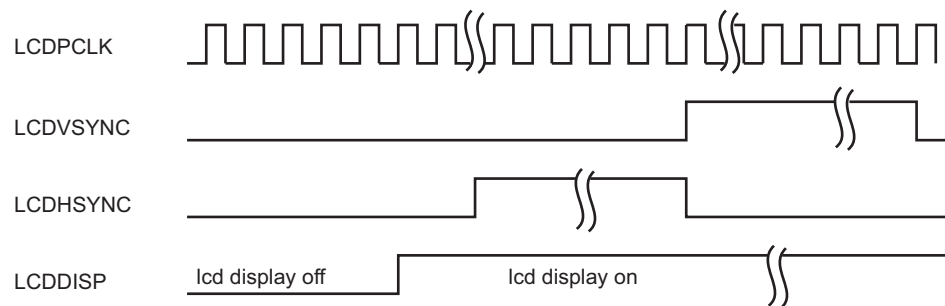 LCDPCLK
LCDVSYNC
LCDHSYNC
LCDDISP lcd display off lcd display on